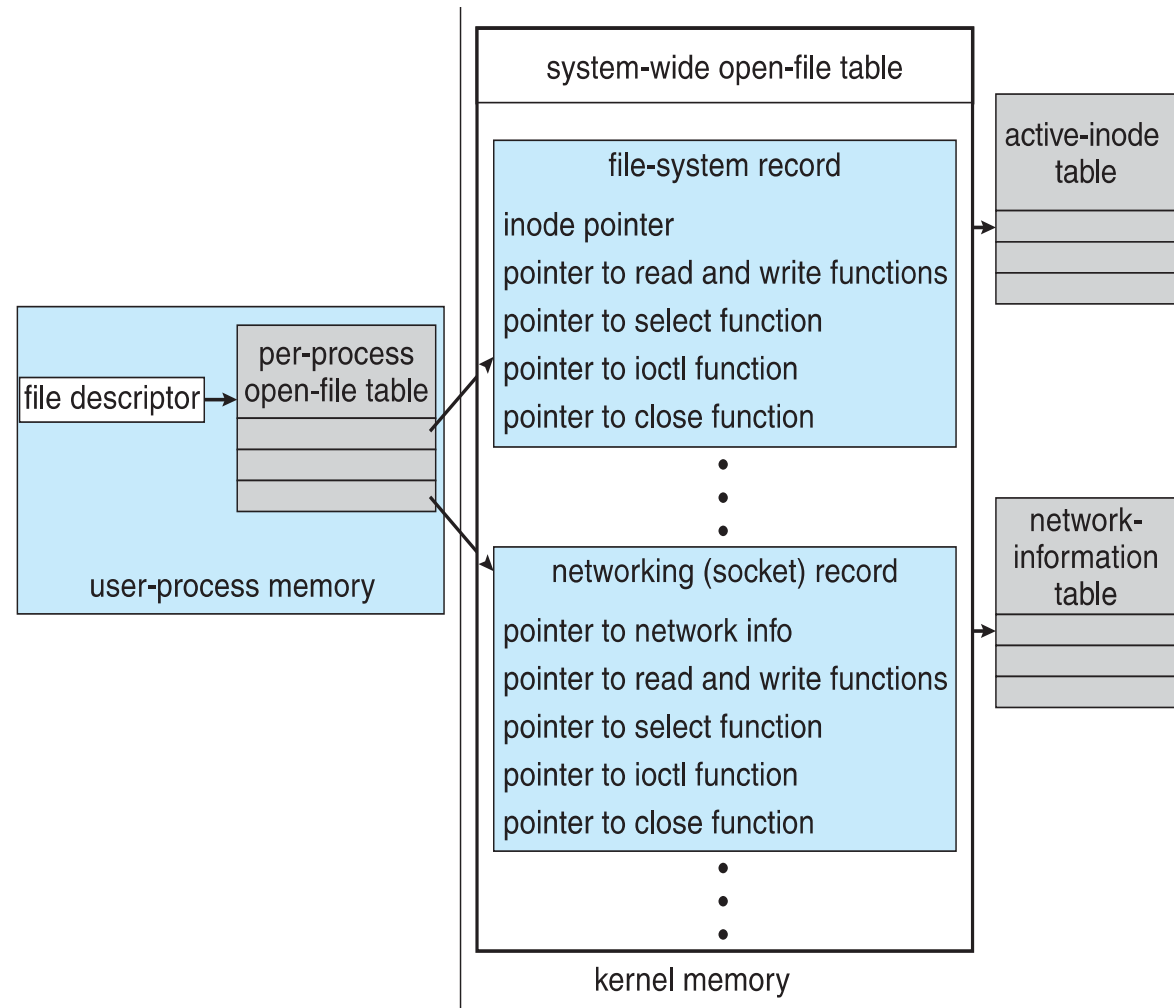 system-wide open-file table
file-system record
inode pointer
pointer to read and write functions
pointer to select function
pointer to ioctl function
pointer to close function
active-inode
table
per-process
open-file table
file descriptor
user-process memory
networking (socket) record
pointer to network info
pointer to read and write functions
pointer to select function
pointer to ioctl function
pointer to close function
network-
information
table
kernel memory